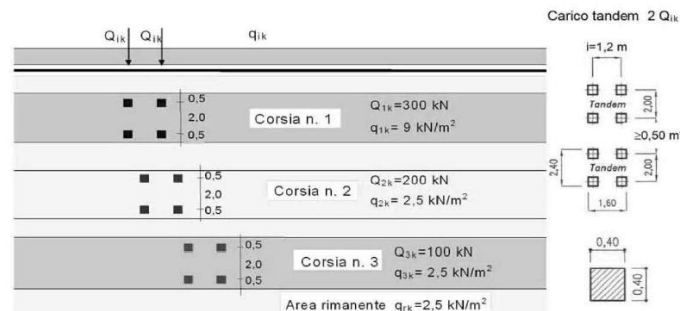 Carico tandem 2 Qik
Qik Qik qik
i=1,2 m
0,5
2,0
0,5
Corsia n. 1
Q1k=300 kN
q1k=9 kN/m²
Tandem
2,00
≥0,50 m
0,5
2,0
0,5
Corsia n. 2
Q2k=200 kN
q2k=2,5 kN/m²
2,40
Tandem
2,00
1,60
0,5
2,0
0,5
Corsia n. 3
Q3k=100 kN
q3k=2,5 kN/m²
0,40
0,40
Area rimanente qrk=2,5 kN/m²